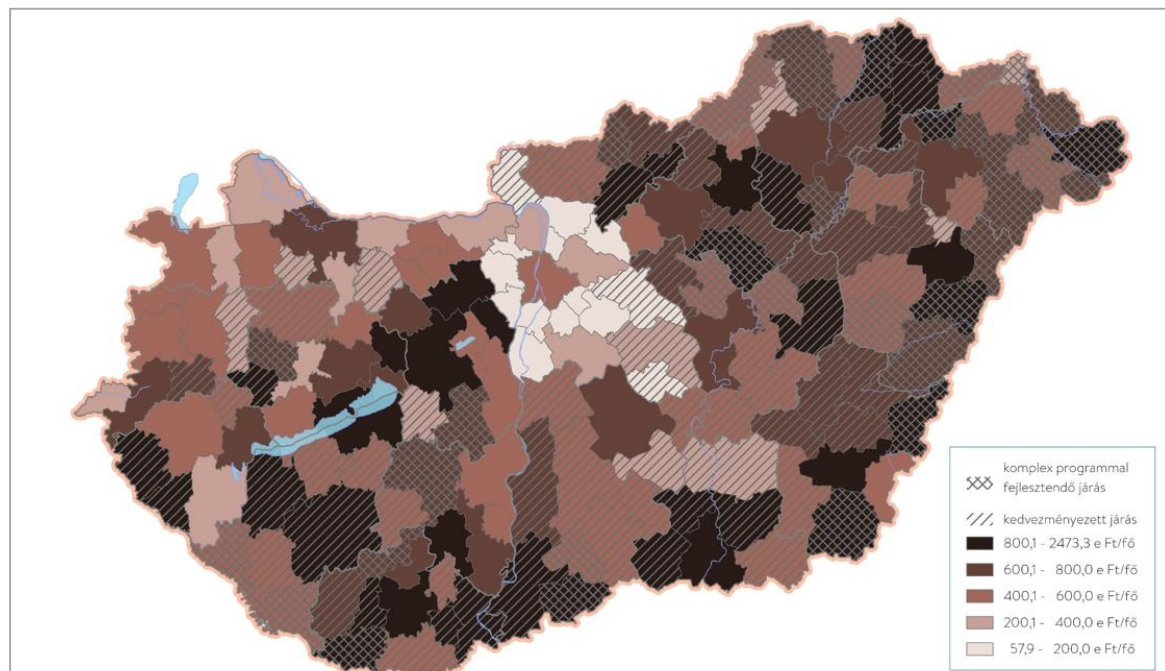 komplex programmal
fejlesztendő járás
kedvezményezett járás
800,1 - 2473,3 e Ft/fő
600,1 - 800,0 e Ft/fő
400,1 - 600,0 e Ft/fő
200,1 - 400,0 e Ft/fő
57,9 - 200,0 e Ft/fő